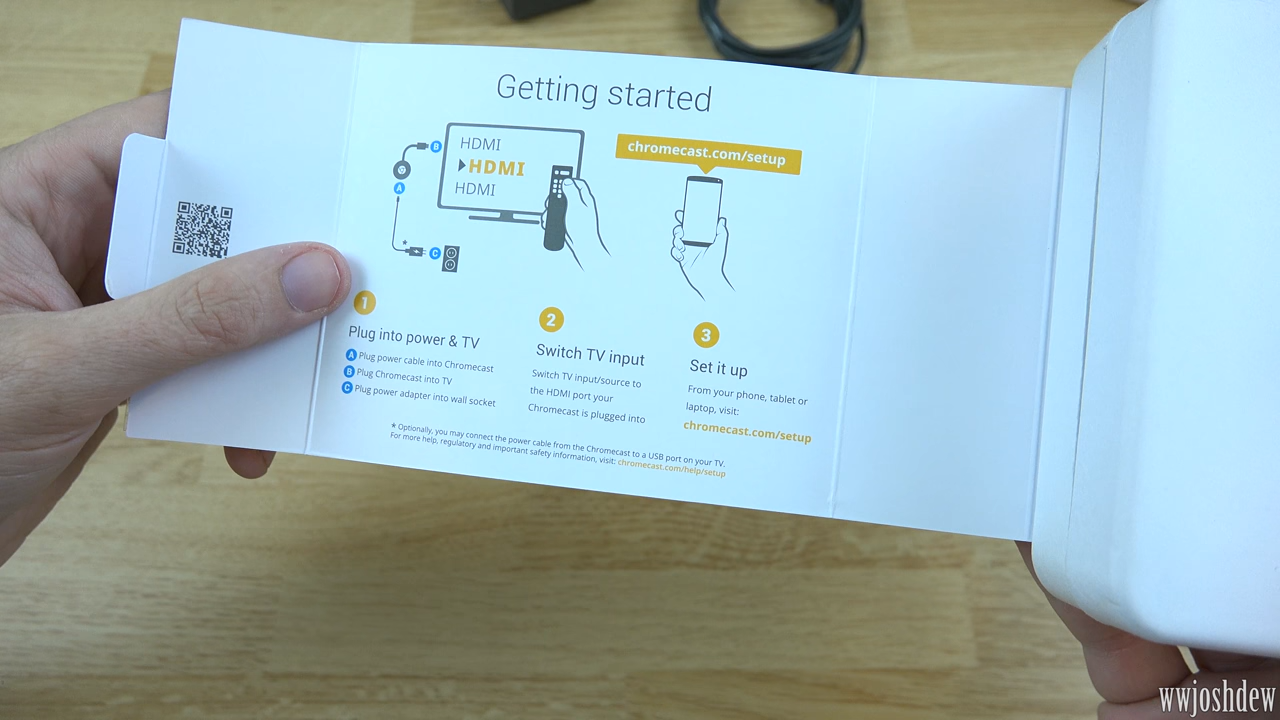 Getting started
HDMI
HDMI
HDMI
B
A
* C
chromecast.com/setup
1
Plug into power & TV
A Plug power cable into Chromecast
B Plug Chromecast into TV
C Plug power adapter into wall socket
2
Switch TV input
Switch TV input/source to
the HDMI port your
Chromecast is plugged into
3
Set it up
From your phone, tablet or
laptop, visit:
chromecast.com/setup
* Optionally, you may connect the power cable from the Chromecast to a USB port on your TV.
For more help, regulatory and important safety information, visit: chromecast.com/help/setup
wwjoshdew